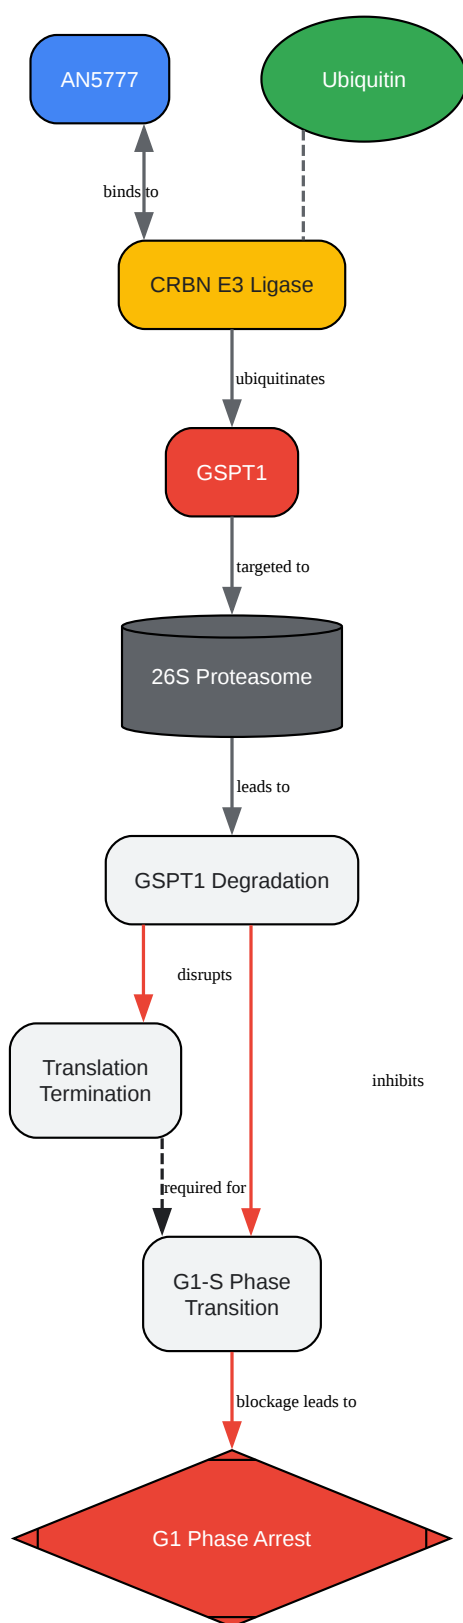 AN5777
Ubiquitin
binds to
CRBN E3 Ligase
ubiquitinates
GSPT1
targeted to
26S Proteasome
leads to
GSPT1 Degradation
disrupts
Translation
Termination
inhibits
required for
G1-S Phase
Transition
blockage leads to
G1 Phase Arrest